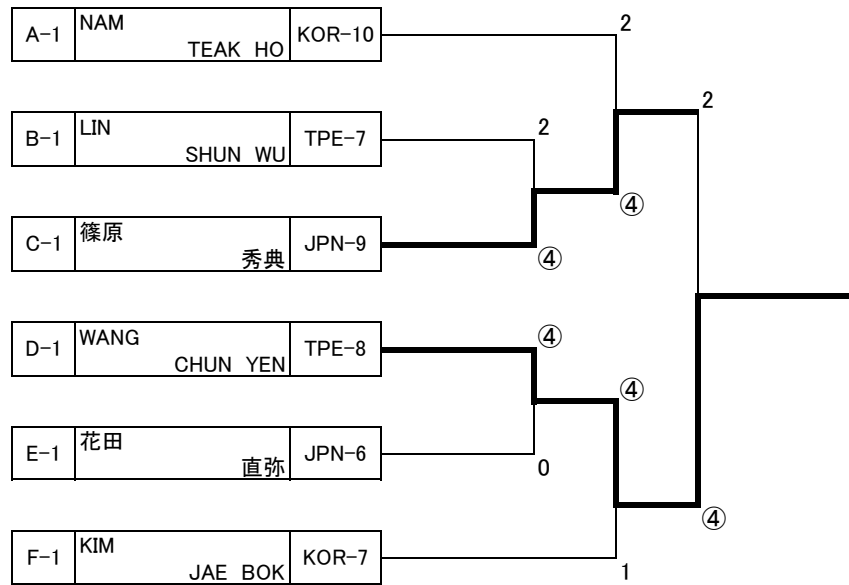 A-1 NAM TEAK HO KOR-10
2
2
B-1 LIN SHUN WU TPE-7
2
④
C-1 篠原 秀典 JPN-9
④
D-1 WANG CHUN YEN TPE-8
④
④
E-1 花田 直弥 JPN-6
0
④
F-1 KIM JAE BOK KOR-7
1